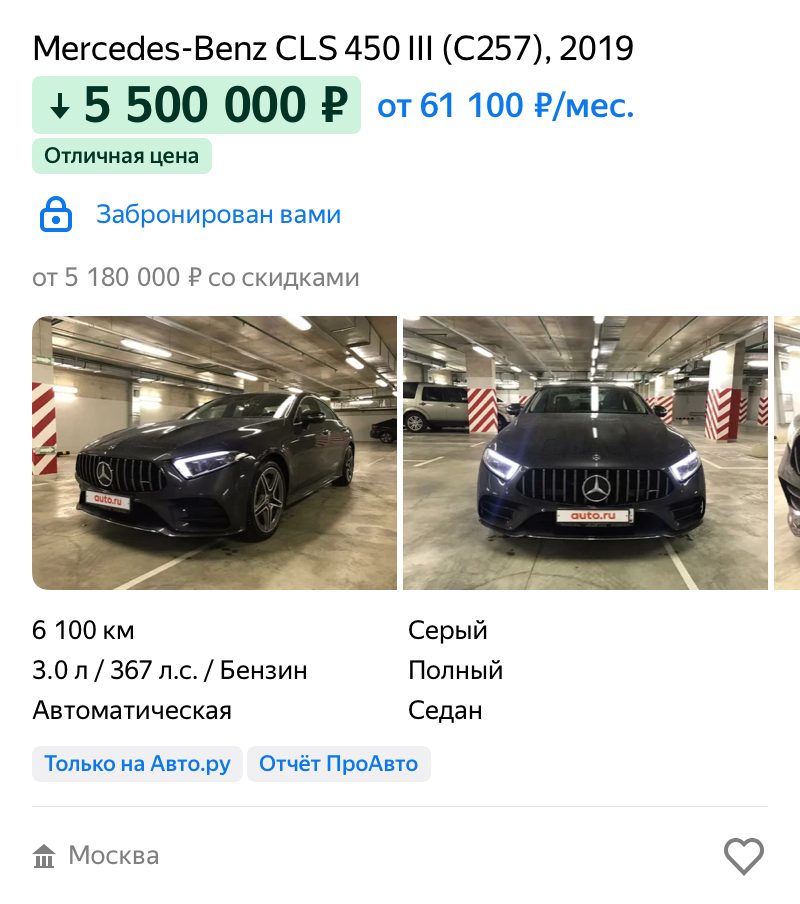 Mercedes-Benz CLS 450 III (C257), 2019
↓ 5 500 000 ₽ от 61 100 ₽/мес.
Отличная цена
Забронирован вами
от 5 180 000 ₽ со скидками
auto.ru auto.ru
6 100 км Серый
3.0 л / 367 л.с. / Бензин Полный
Автоматическая Седан
Только на Авто.ру Отчёт ПроАвто
Москва